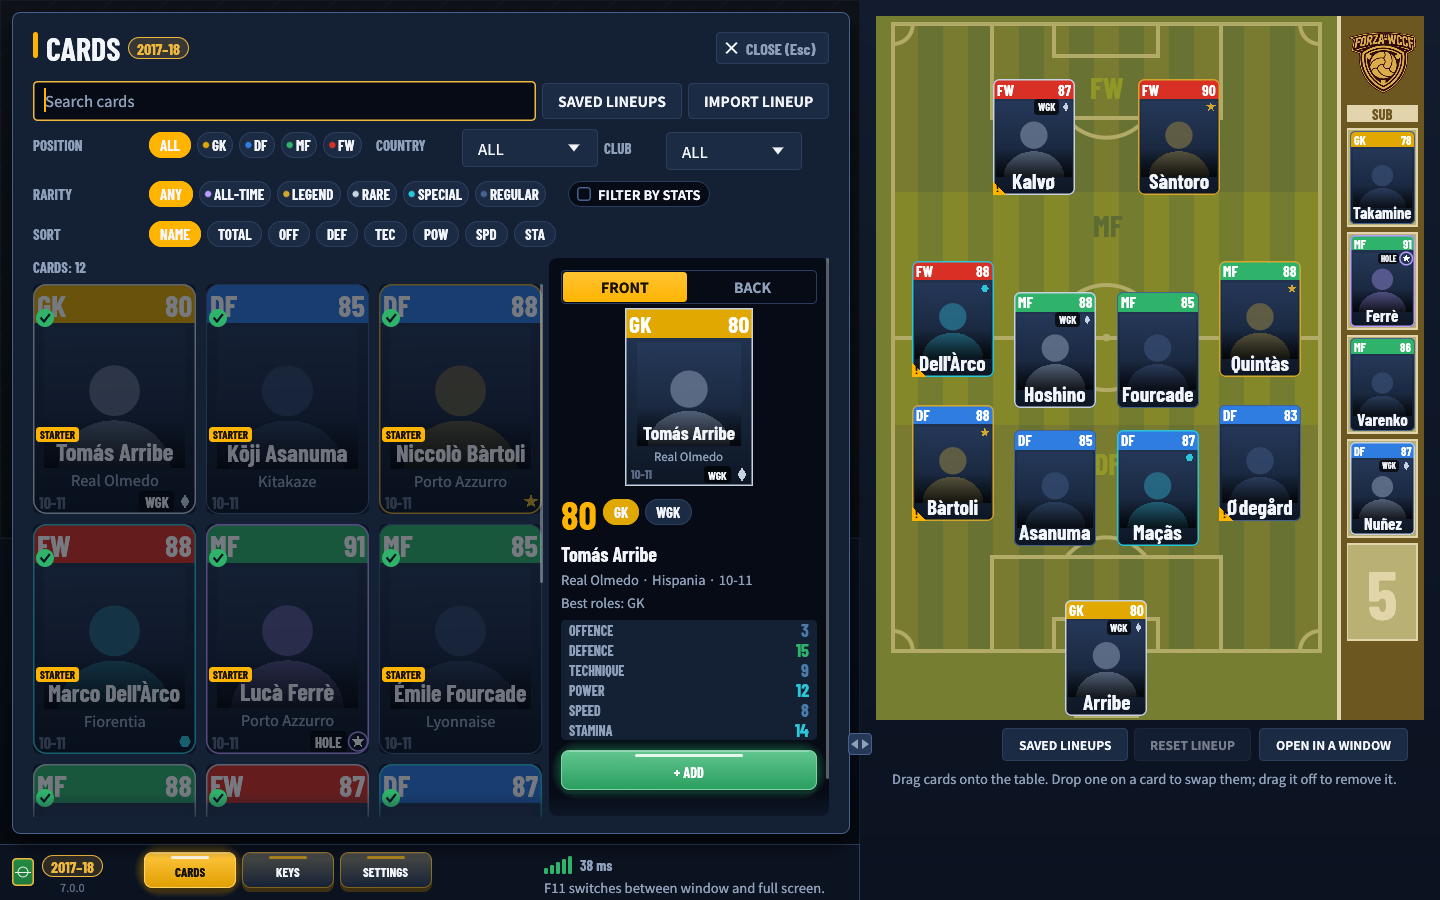 CARDS 2017-18
CLOSE (Esc)
Search cards
SAVED LINEUPS
IMPORT LINEUP
POSITION ALL GK DF MF FW COUNTRY ALL CLUB ALL
RARITY ANY ALL-TIME LEGEND RARE SPECIAL REGULAR FILTER BY STATS
SORT NAME TOTAL OFF DEF TEC POW SPD STA
CARDS: 12
GK 80
STARTER
Tomás Arribe
Real Olmedo
10-11 WGK
DF 85
STARTER
Kōji Asanuma
Kitakaze
10-11
DF 88
STARTER
Niccolò Bàrtoli
Porto Azzurro
10-11
FW 88
STARTER
Marco Dell'Àrco
Fiorentia
10-11
MF 91
STARTER
Lucà Ferrè
Porto Azzurro
10-11 HOLE
MF 85
STARTER
Émile Fourcade
Lyonnaise
10-11
MF 88
FW 87
DF 87
FRONT BACK
GK 80
Tomás Arribe
Real Olmedo
10-11 WGK
80 GK WGK
Tomás Arribe
Real Olmedo · Hispania · 10-11
Best roles: GK
OFFENCE 3
DEFENCE 15
TECHNIQUE 9
POWER 12
SPEED 8
STAMINA 14
+ ADD
2017-18
7.0.0
CARDS
KEYS
SETTINGS
38 ms
F11 switches between window and full screen.
FW
MF
DF
FW 87
WGK
Kalvø
FW 90
Sàntoro
FW 88
Dell'Àrco
MF 88
WGK
Hoshino
MF 85
Fourcade
MF 88
Quintàs
DF 88
Bàrtoli
DF 85
Asanuma
DF 87
Maçãs
DF 83
Ødegård
GK 80
WGK
Arribe
FORZA-WCCF
SUB
GK 78
Takamine
MF 91
HOLE
Ferrè
MF 86
Varenko
DF 87
WGK
Nuñez
5
SAVED LINEUPS
RESET LINEUP
OPEN IN A WINDOW
Drag cards onto the table. Drop one on a card to swap them; drag it off to remove it.